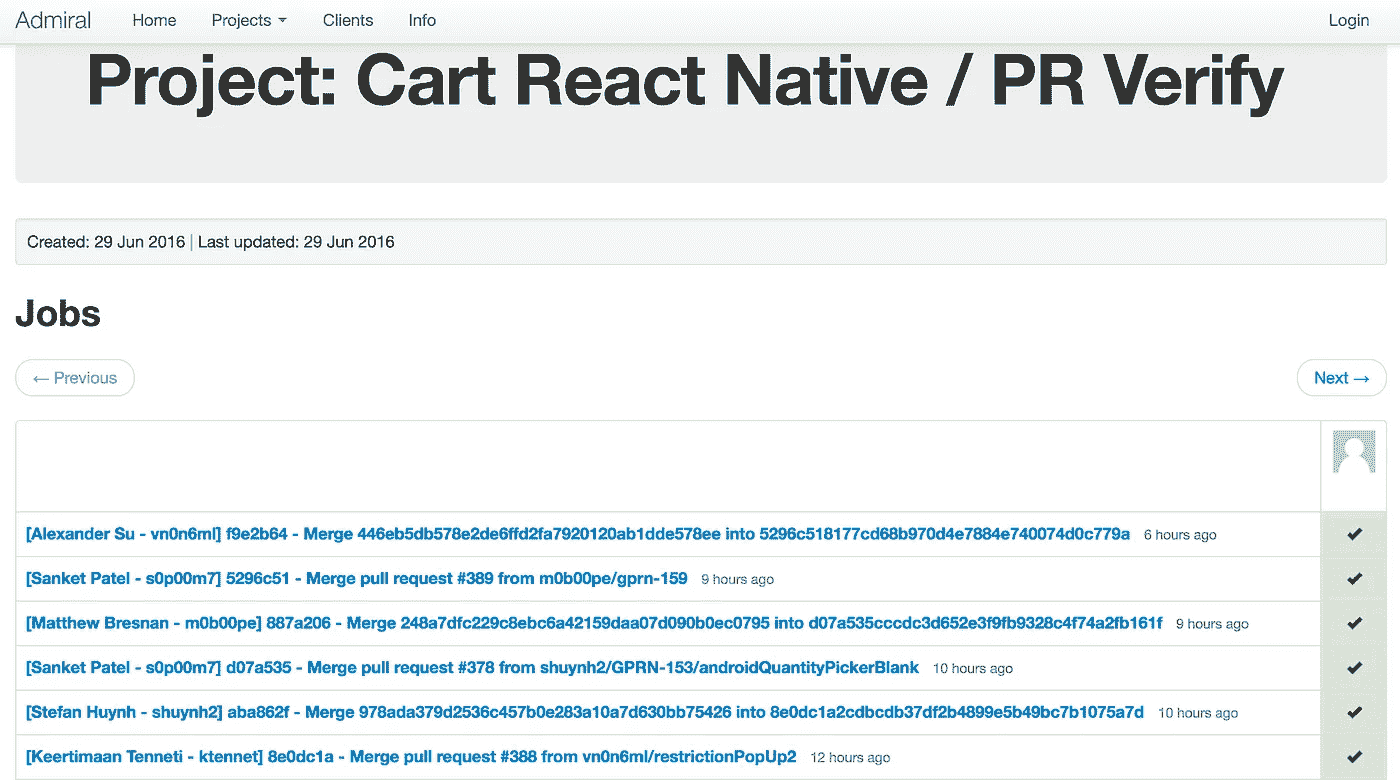 Admiral Home Projects Clients Info Login
Project: Cart React Native / PR Verify
Created: 29 Jun 2016 | Last updated: 29 Jun 2016
Jobs
← Previous Next →
[Alexander Su - vn0n6ml] f9e2b64 - Merge 446eb5db578e2de6ffd2fa7920120ab1dde578ee into 5296c518177cd68b970d4e7884e740074d0c779a 6 hours ago
[Sanket Patel - s0p00m7] 5296c51 - Merge pull request #389 from m0b00pe/gprn-159 9 hours ago
[Matthew Bresnan - m0b00pe] 887a206 - Merge 248a7dfc229c8ebc6a42159daa07d090b0ec0795 into d07a535cccdc3d652e3f9fb9328c4f74a2fb161f 9 hours ago
[Sanket Patel - s0p00m7] d07a535 - Merge pull request #378 from shuynh2/GPRN-153/androidQuantityPickerBlank 10 hours ago
[Stefan Huynh - shuynh2] aba862f - Merge 978ada379d2536c457b0e283a10a7d630bb75426 into 8e0dc1a2cdbcdb37df2b4899e5b49bc7b1075a7d 10 hours ago
[Keertimaan Tenneti - ktennet] 8e0dc1a - Merge pull request #388 from vn0n6ml/restrictionPopUp2 12 hours ago